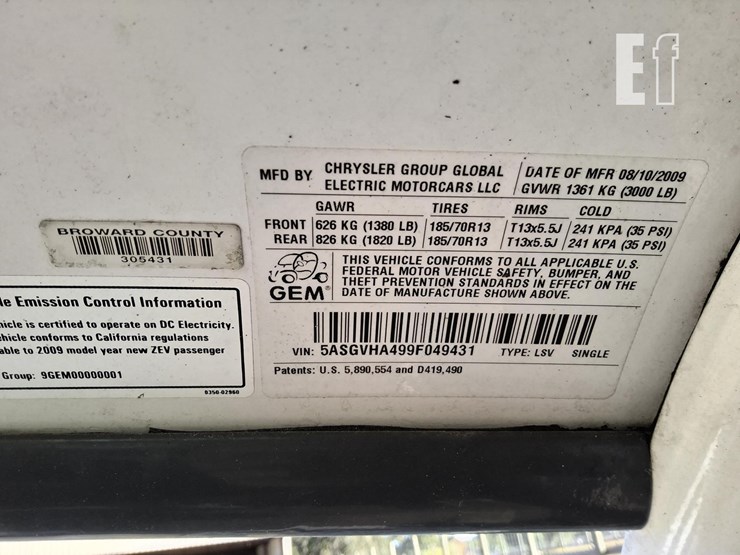 Ef
MFD BY CHRYSLER GROUP GLOBAL ELECTRIC MOTORCARS LLC
DATE OF MFR 08/10/2009
GVWR 1361 KG (3000 LB)
GAWR TIRES RIMS COLD
FRONT 626 KG (1380 LB) 185/70R13 T13x5.5J 241 KPA (35 PSI)
REAR 826 KG (1820 LB) 185/70R13 T13x5.5J 241 KPA (35 PSI)
GEM®
THIS VEHICLE CONFORMS TO ALL APPLICABLE U.S.
FEDERAL MOTOR VEHICLE SAFETY, BUMPER, AND
THEFT PREVENTION STANDARDS IN EFFECT ON THE
DATE OF MANUFACTURE SHOWN ABOVE.
VIN: 5ASGVHA499F049431 TYPE: LSV SINGLE
Patents: U.S. 5,890,554 and D419,490
BROWARD COUNTY
305431
le Emission Control Information
hicle is certified to operate on DC Electricity.
ehicle conforms to California regulations
able to 2009 model year new ZEV passenger
Group: 9GEM00000001
0350-02960